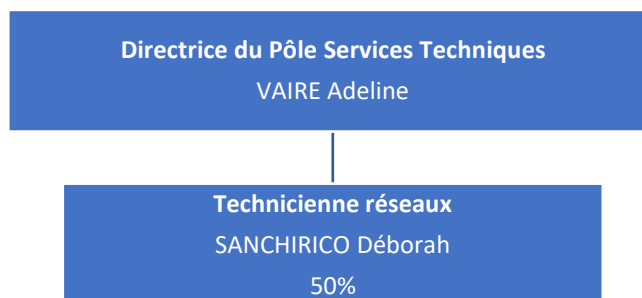 Directrice du Pôle Services Techniques
VAIRE Adeline
Technicienne réseaux
SANCHIRICO Déborah
50%